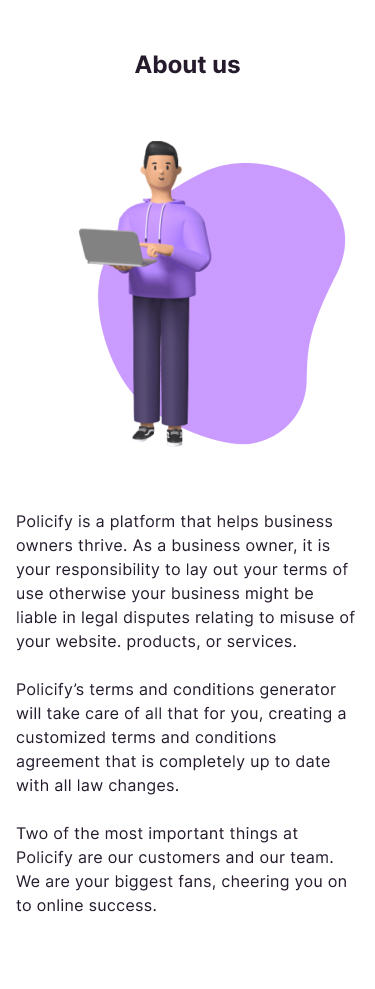 About us
Policify is a platform that helps business
owners thrive. As a business owner, it is
your responsibility to lay out your terms of
use otherwise your business might be
liable in legal disputes relating to misuse of
your website. products, or services.
Policify’s terms and conditions generator
will take care of all that for you, creating a
customized terms and conditions
agreement that is completely up to date
with all law changes.
Two of the most important things at
Policify are our customers and our team.
We are your biggest fans, cheering you on
to online success.